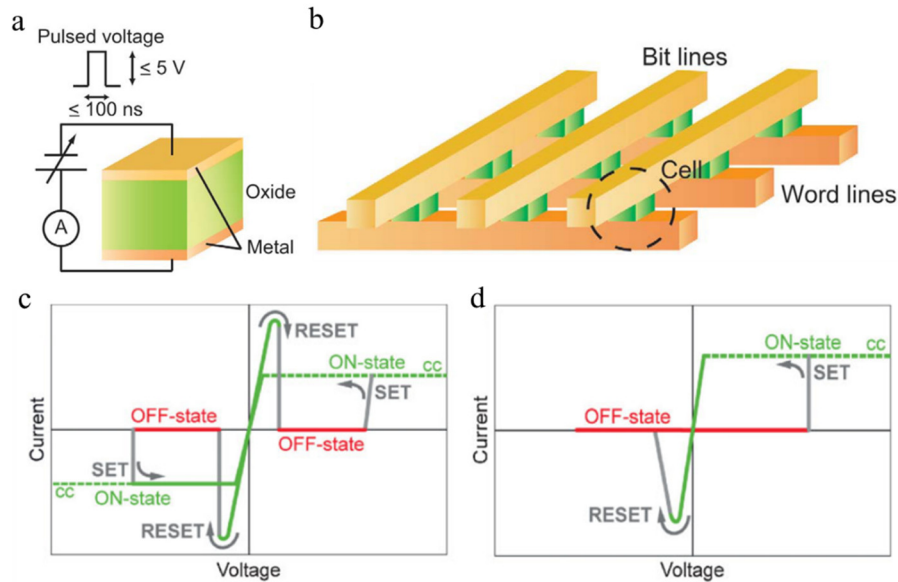 a
Pulsed voltage
≤ 5 V
≤ 100 ns
A
Oxide
Metal
b
Bit lines
Cell
Word lines
c
RESET
ON-state
cc
SET
OFF-state
OFF-state
SET
cc
ON-state
RESET
Current
Voltage
d
ON-state
cc
SET
OFF-state
RESET
Current
Voltage